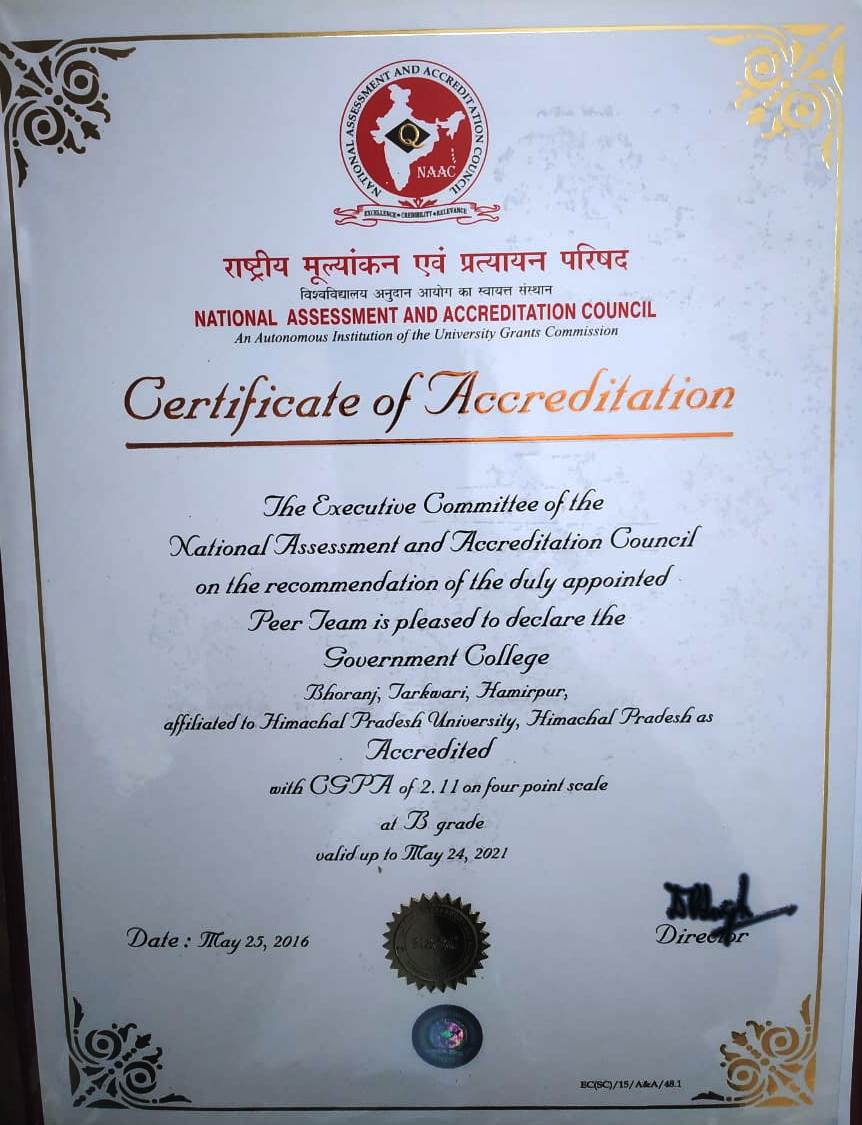 NATIONAL ASSESSMENT AND ACCREDITATION COUNCIL
Q
NAAC
EXCELLENCE • CREDIBILITY • RELEVANCE
राष्ट्रीय मूल्यांकन एवं प्रत्यायन परिषद
विश्वविद्यालय अनुदान आयोग का स्वायत्त संस्थान
NATIONAL ASSESSMENT AND ACCREDITATION COUNCIL
An Autonomous Institution of the University Grants Commission
Certificate of Accreditation
The Executive Committee of the
National Assessment and Accreditation Council
on the recommendation of the duly appointed
Peer Team is pleased to declare the
Government College
Bhoranj, Tarkwari, Hamirpur,
affiliated to Himachal Pradesh University, Himachal Pradesh as
Accredited
with CGPA of 2.11 on four point scale
at B grade
valid up to May 24, 2021
Date : May 25, 2016
Director
EC(SC)/15/A&A/48.1